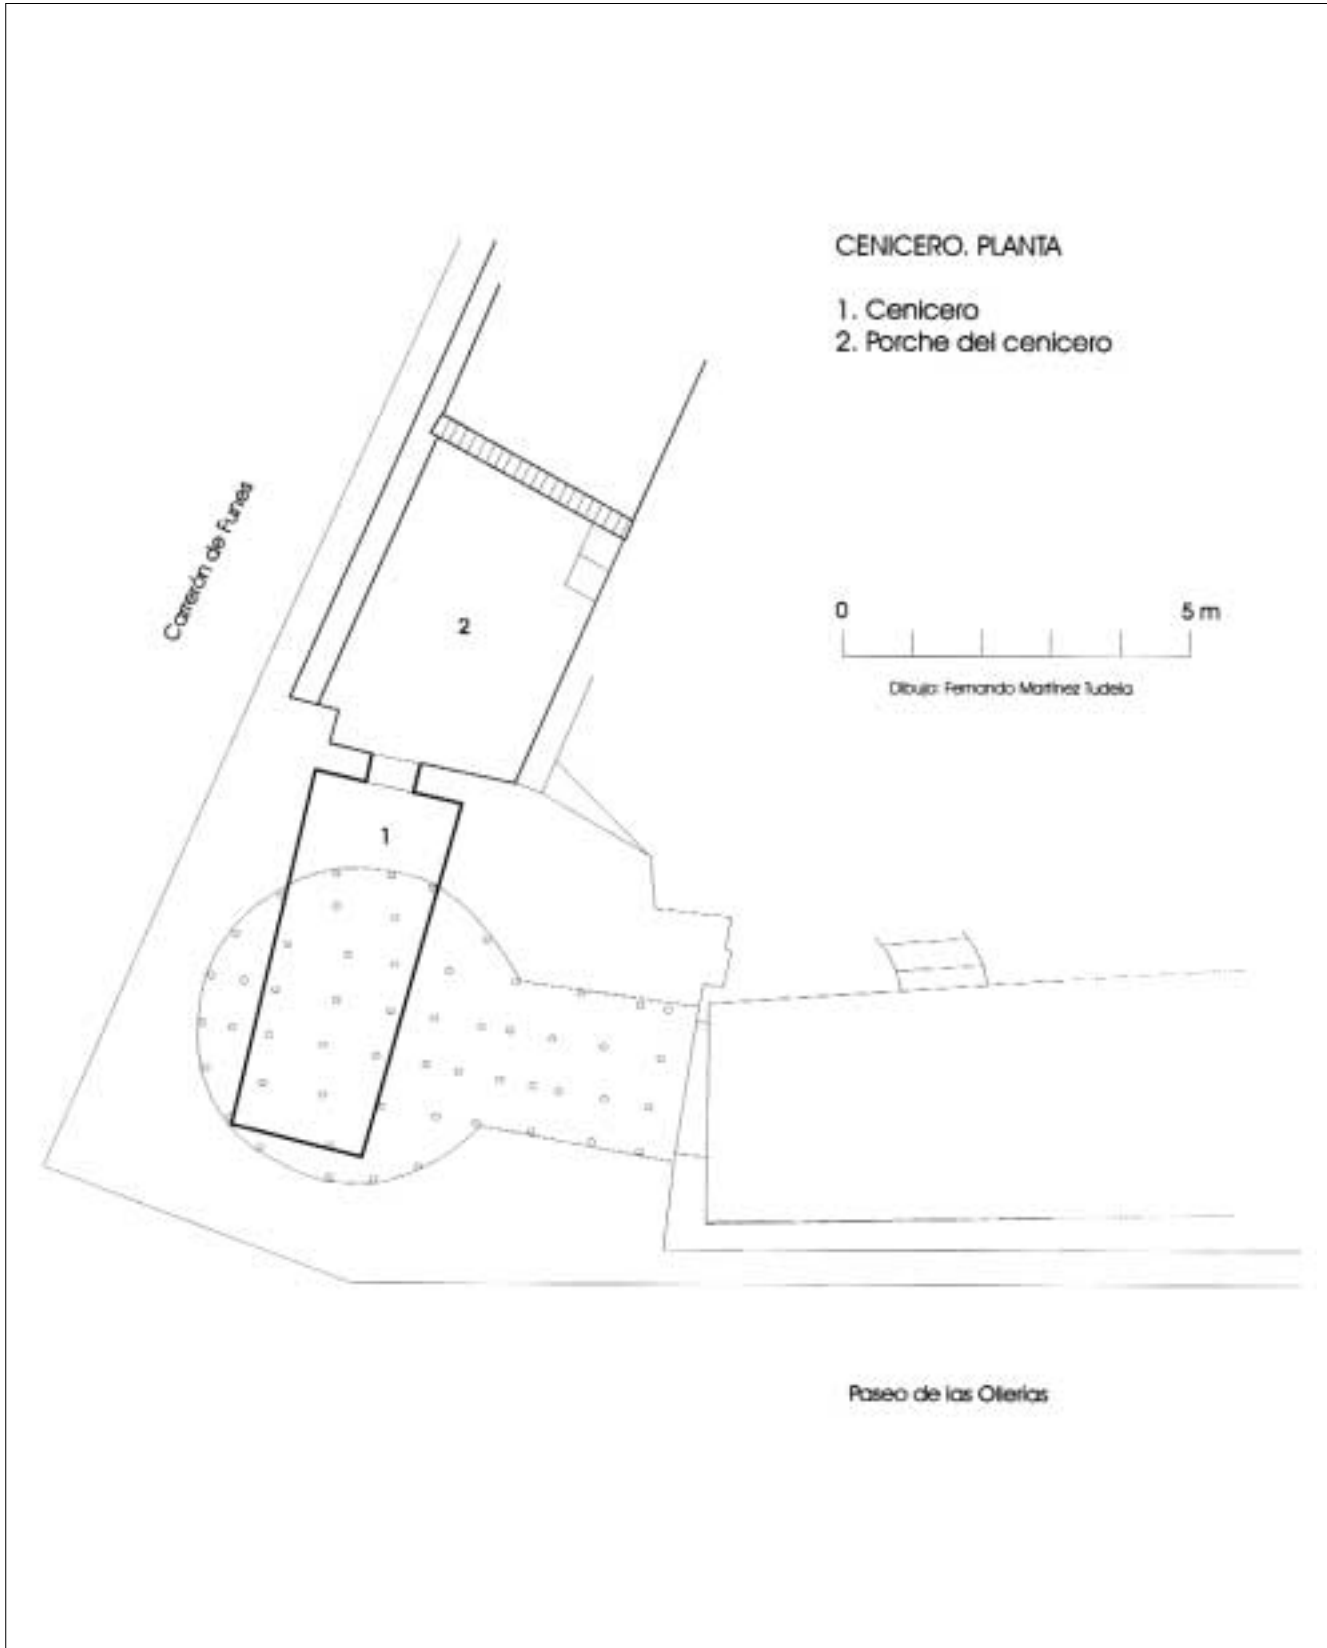 CENICERO. PLANTA
1. Cenicero
2. Porche del cenicero
Carrerón de Funes
2
0 5 m
Dibujo: Fernando Martínez Tudela
1
Paseo de las Ollerías